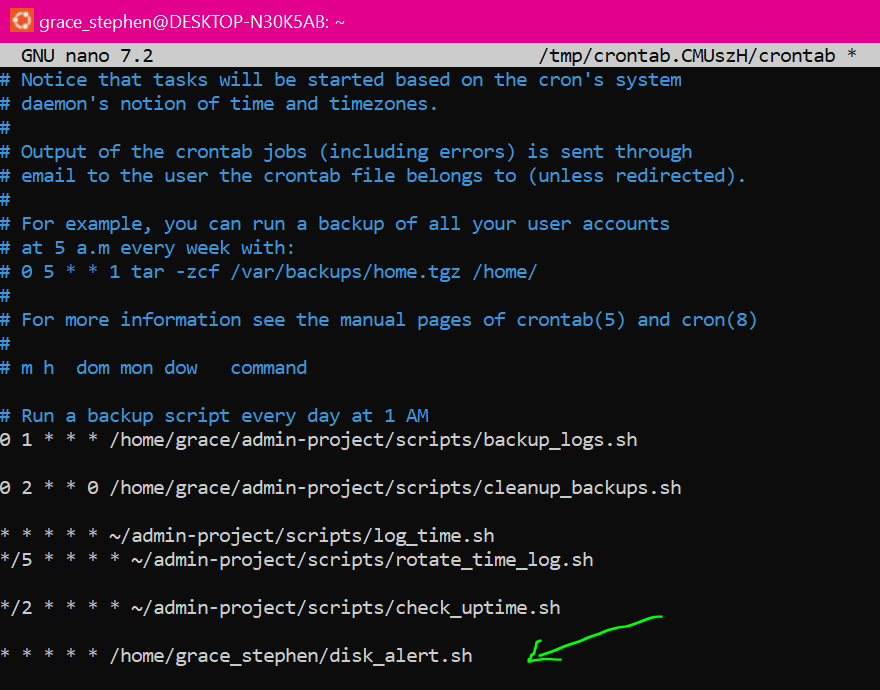 grace_stephen@DESKTOP-N30K5AB: ~
GNU nano 7.2 /tmp/crontab.CMUszH/crontab *
# Notice that tasks will be started based on the cron's system
# daemon's notion of time and timezones.
#
# Output of the crontab jobs (including errors) is sent through
# email to the user the crontab file belongs to (unless redirected).
#
# For example, you can run a backup of all your user accounts
# at 5 a.m every week with:
# 0 5 * * 1 tar -zcf /var/backups/home.tgz /home/
#
# For more information see the manual pages of crontab(5) and cron(8)
#
# m h  dom mon dow   command
# Run a backup script every day at 1 AM
0 1 * * * /home/grace/admin-project/scripts/backup_logs.sh
0 2 * * 0 /home/grace/admin-project/scripts/cleanup_backups.sh
* * * * * ~/admin-project/scripts/log_time.sh
*/5 * * * * ~/admin-project/scripts/rotate_time_log.sh
*/2 * * * * ~/admin-project/scripts/check_uptime.sh
* * * * * /home/grace_stephen/disk_alert.sh